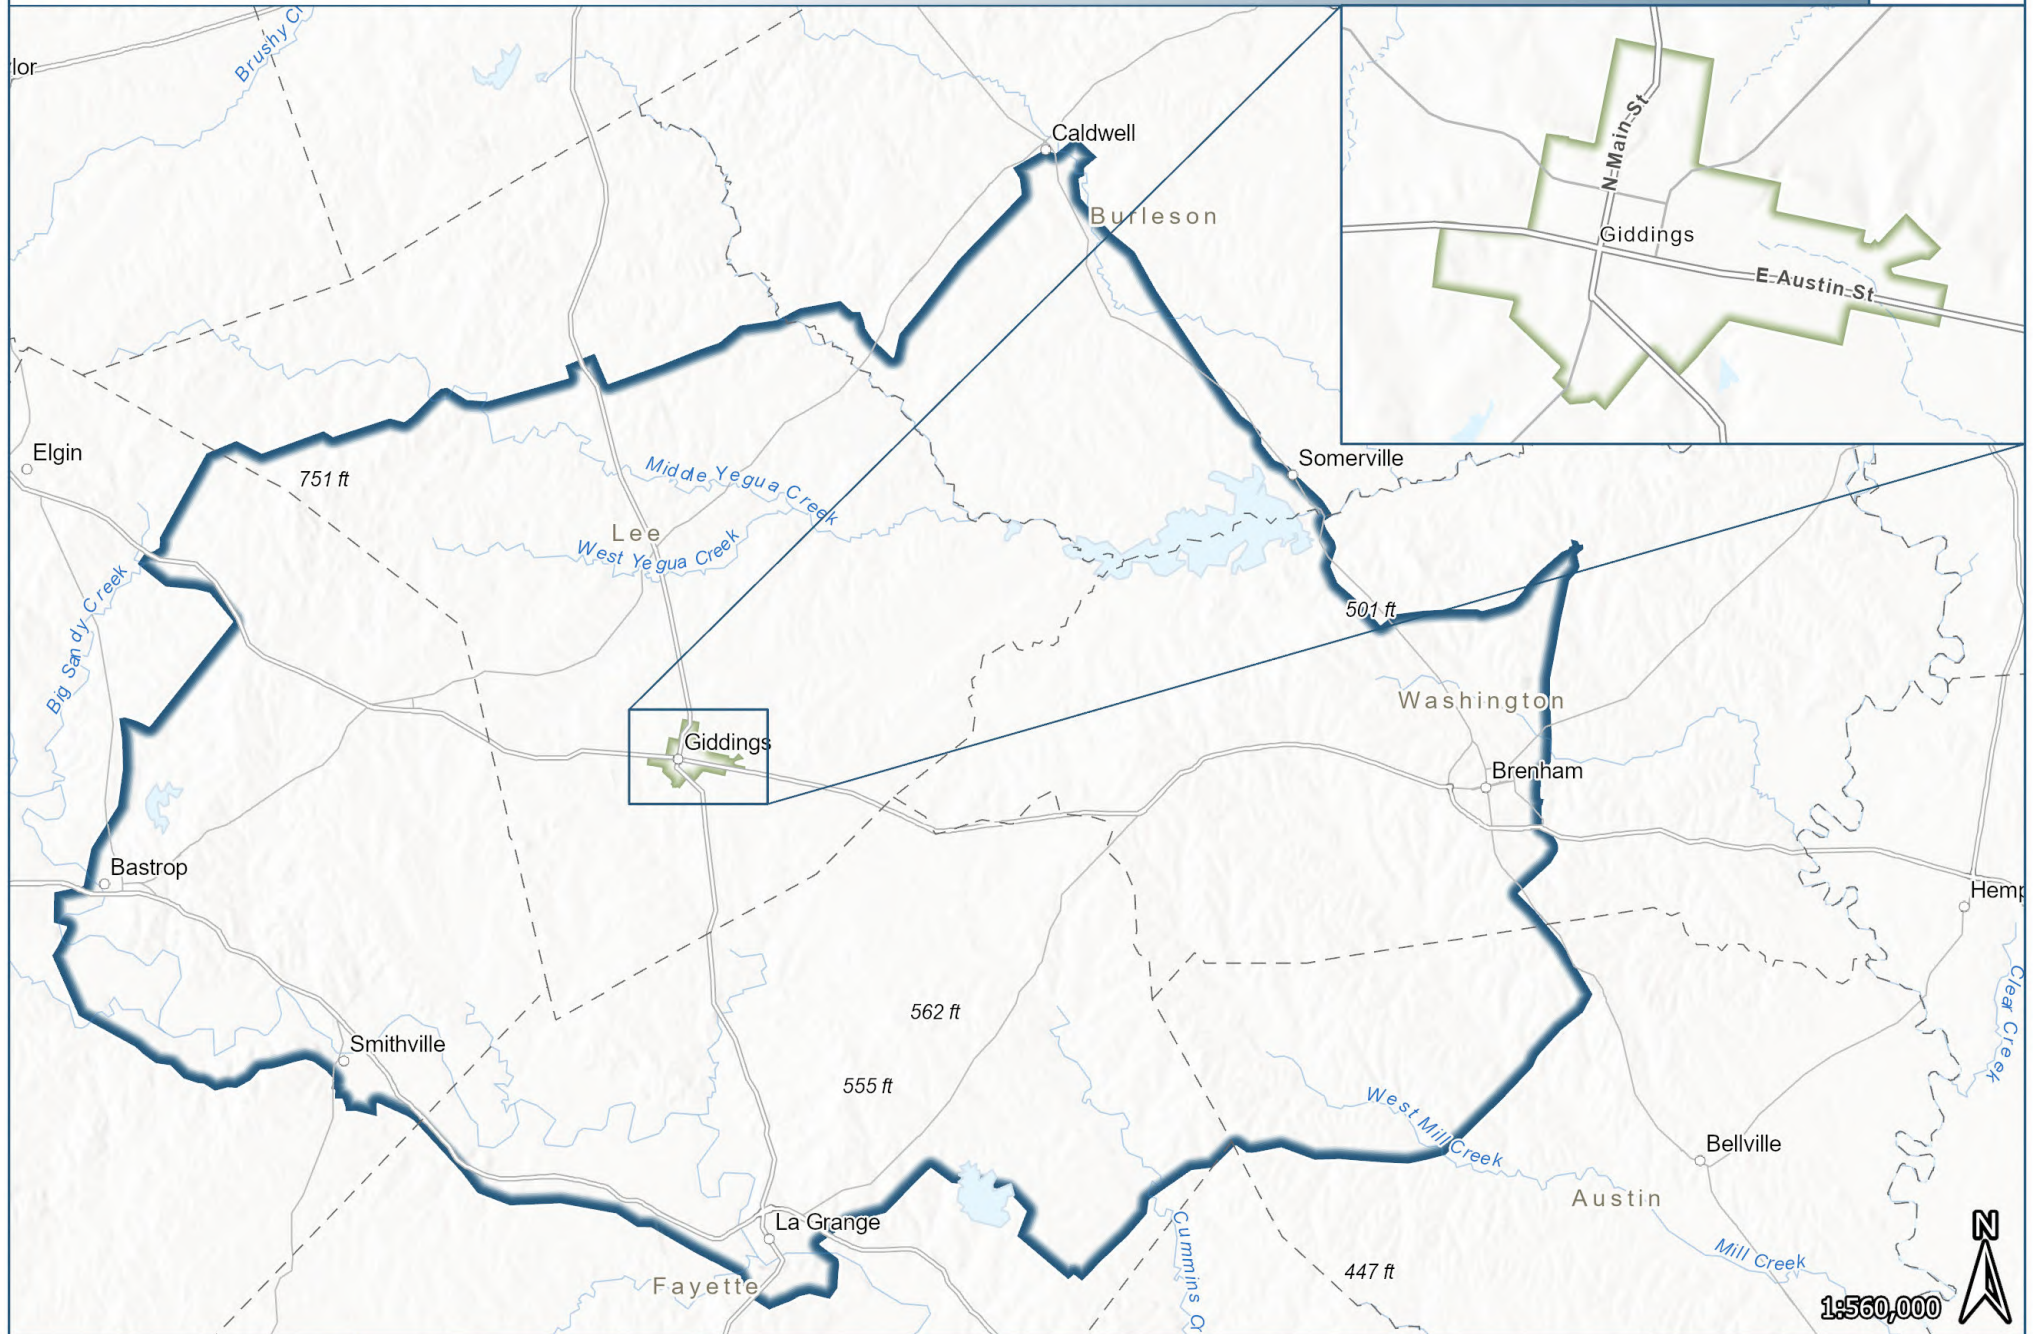 Brushy Cr
lor
Caldwell
Burleson
N Main St
Giddings
E Austin St
Elgin
751 ft
Middle Yegua Creek
Somerville
Lee
West Yegua Creek
Big Sandy Creek
501 ft
Washington
Giddings
Brenham
Bastrop
Hemp
Clear Creek
562 ft
Smithville
555 ft
West Mill Creek
Bellville
Austin
La Grange
Cummins C
Mill Creek
447 ft
Fayette
N
1:560,000